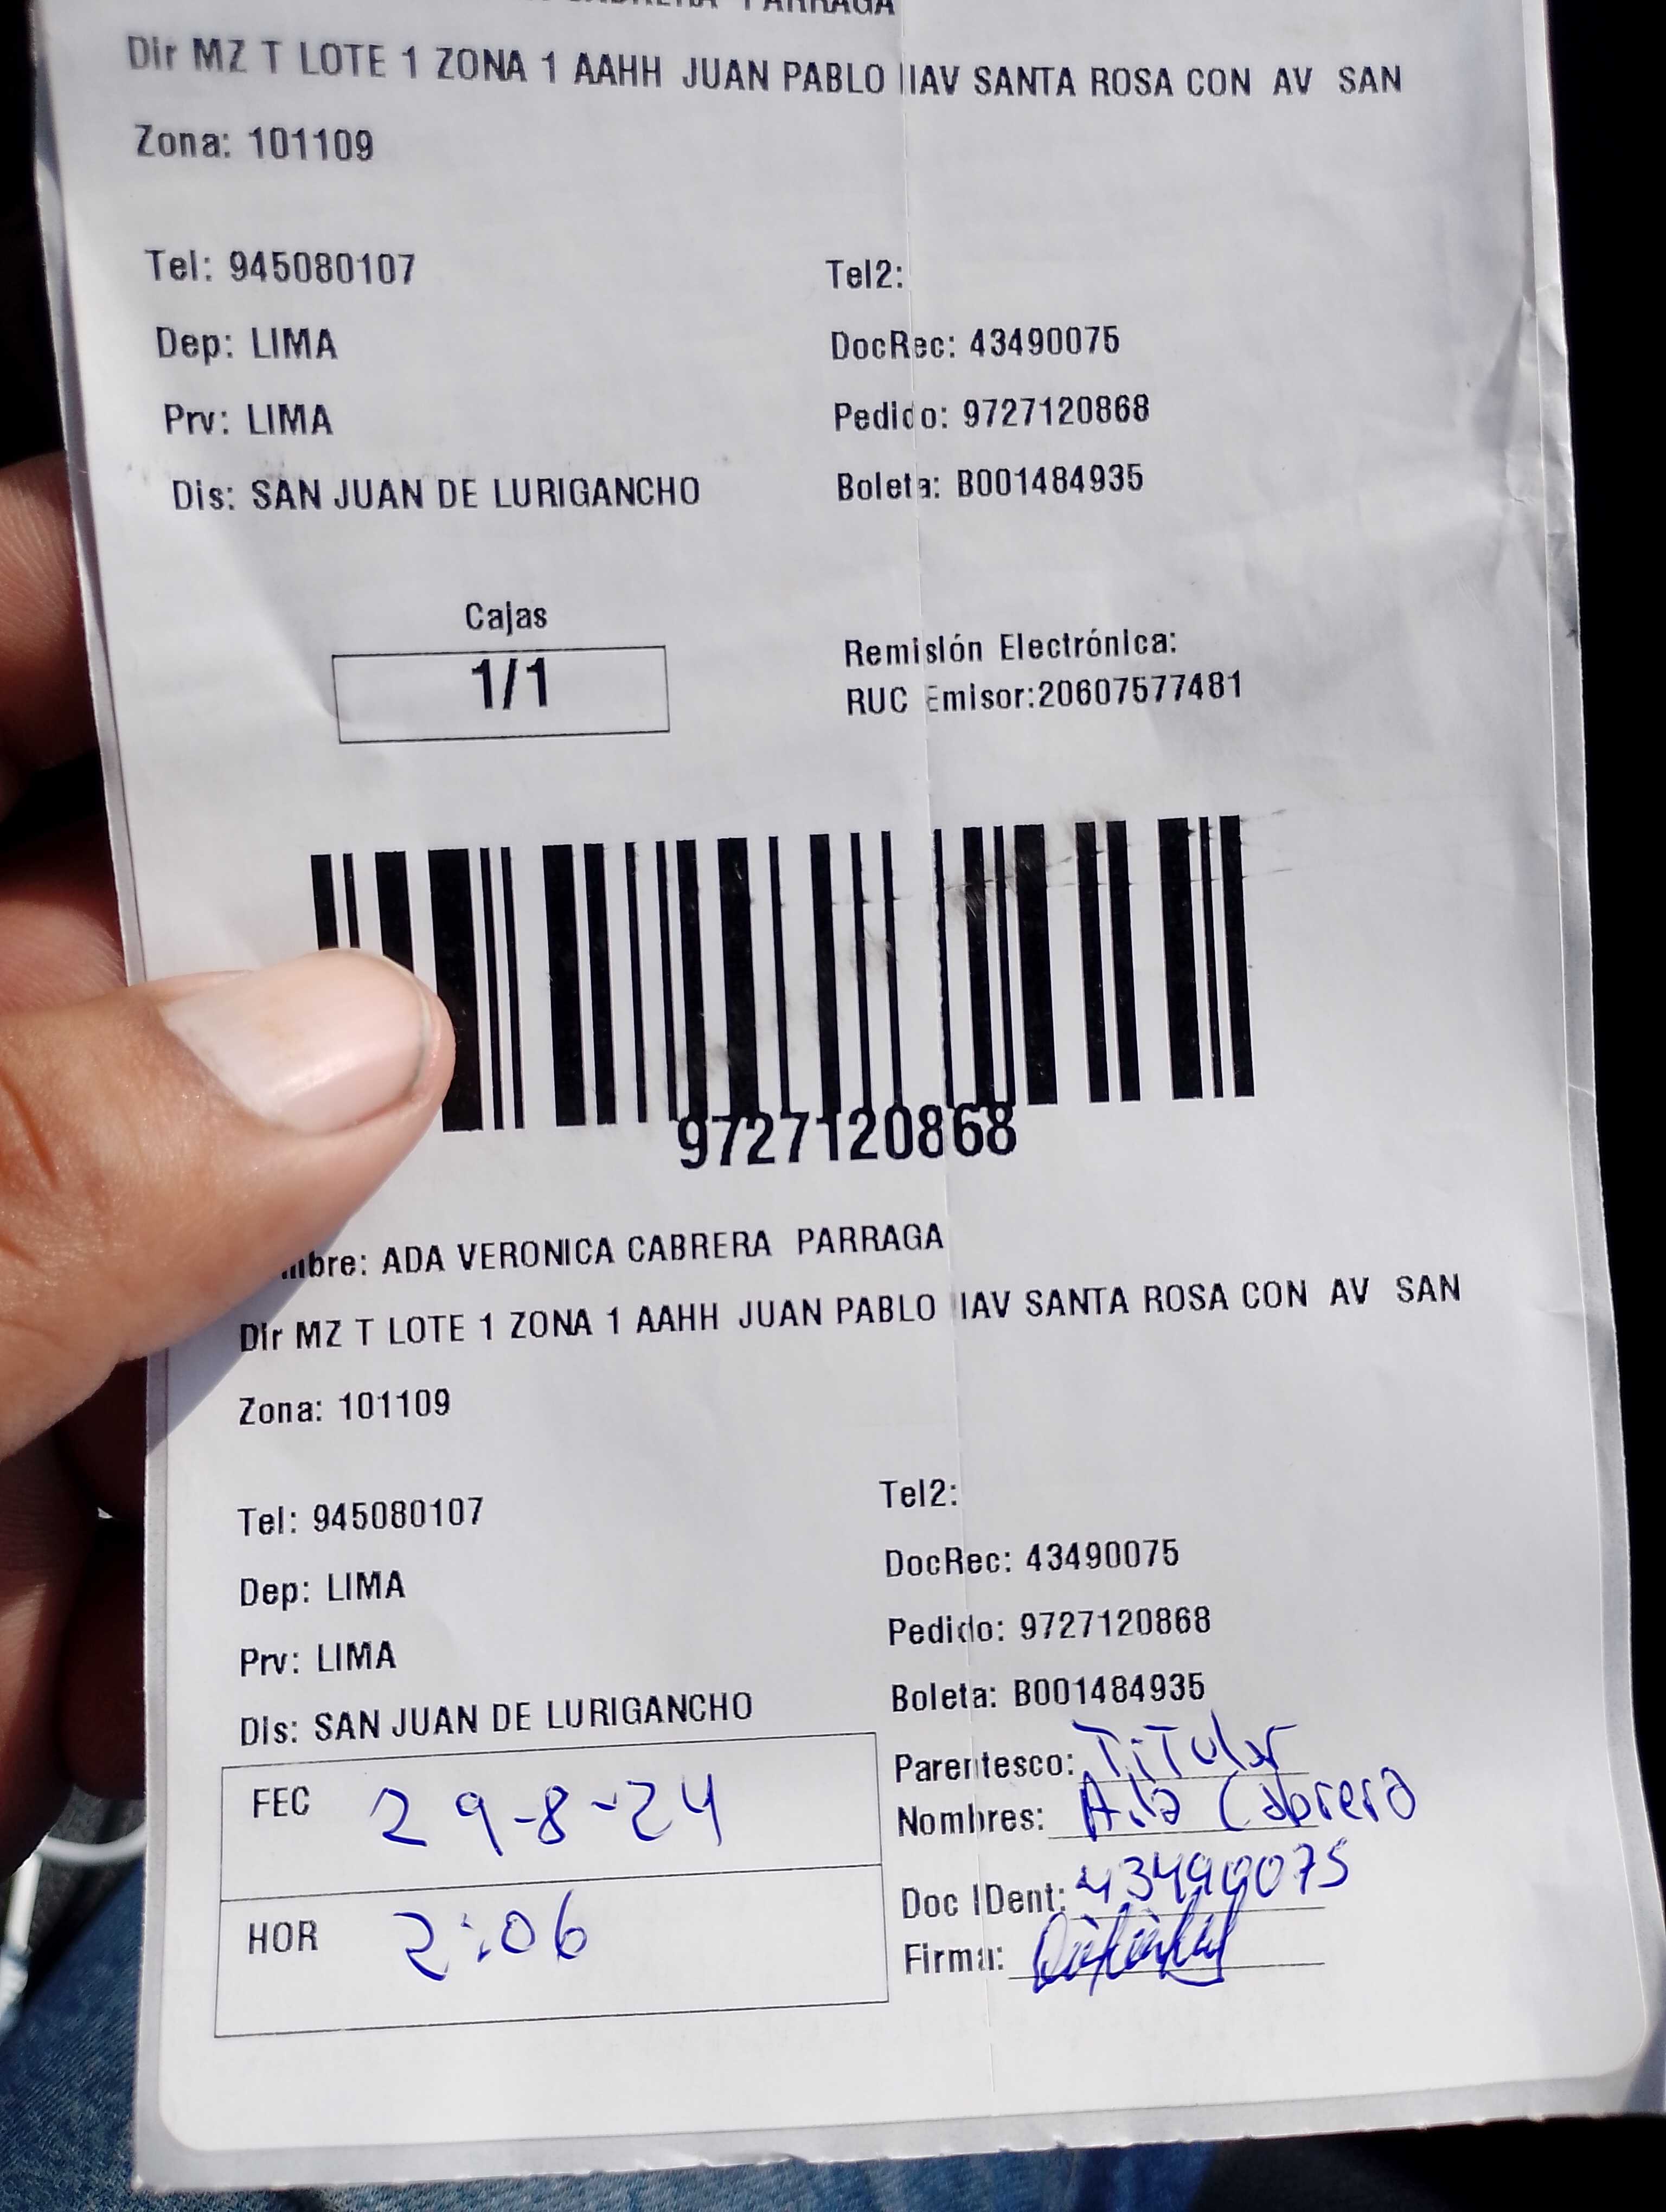 CABRERA PARRAGA
Dir MZ T LOTE 1 ZONA 1 AAHH JUAN PABLO IIAV SANTA ROSA CON AV SAN
Zona: 101109
Tel: 945080107 Tel2:
Dep: LIMA DocRec: 43490075
Prv: LIMA Pedido: 9727120868
Dis: SAN JUAN DE LURIGANCHO Boleta: B001484935
Cajas
1/1
Remisión Electrónica:
RUC Emisor:20607577481
9727120868
mbre: ADA VERONICA CABRERA PARRAGA
Dir MZ T LOTE 1 ZONA 1 AAHH JUAN PABLO IIAV SANTA ROSA CON AV SAN
Zona: 101109
Tel: 945080107 Tel2:
Dep: LIMA DocRec: 43490075
Prv: LIMA Pedido: 9727120868
Dis: SAN JUAN DE LURIGANCHO Boleta: B001484935
FEC 29-8-24
HOR 2:06
Parentesco: TiTular
Nombres: Ada Cabrera
Doc IDent: 43490075
Firma: